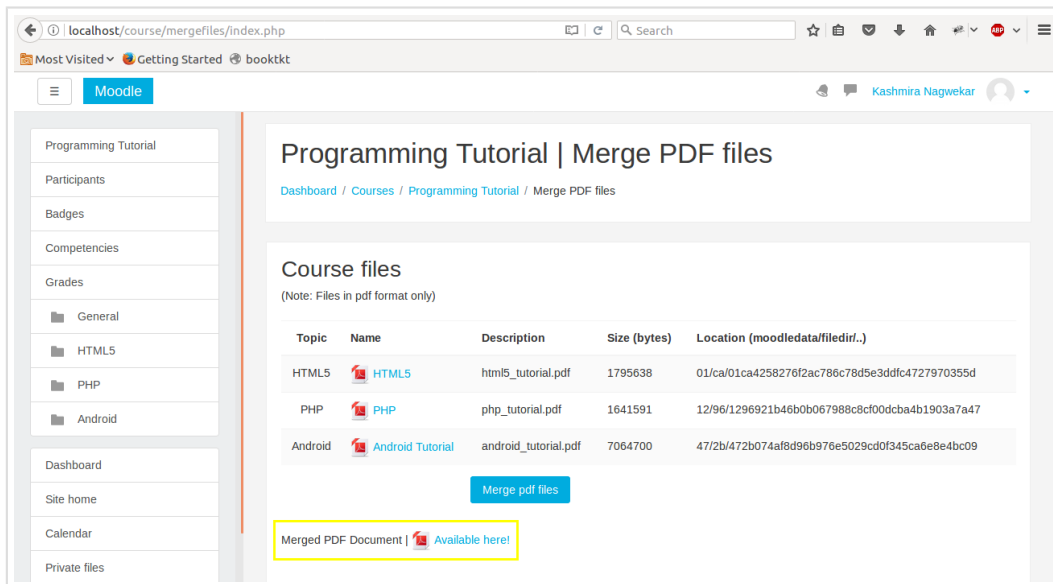 localhost/course/mergefiles/index.php
Search
ABP
Most Visited
Getting Started
booktkt
Moodle
Kashmira Nagwekar
Programming Tutorial
Participants
Badges
Competencies
Grades
General
HTML5
PHP
Android
Dashboard
Site home
Calendar
Private files
Programming Tutorial | Merge PDF files
Dashboard / Courses / Programming Tutorial / Merge PDF files
Course files
(Note: Files in pdf format only)
Topic Name Description Size (bytes) Location (moodledata/filedir/..)
HTML5 HTML5 html5_tutorial.pdf 1795638 01/ca/01ca4258276f2ac786c78d5e3ddfc4727970355d
PHP PHP php_tutorial.pdf 1641591 12/96/1296921b46b0b067988c8cf00dcba4b1903a7a47
Android Android Tutorial android_tutorial.pdf 7064700 47/2b/472b074af8d96b976e5029cd0f345ca6e8e4bc09
Merge pdf files
Merged PDF Document | Available here!